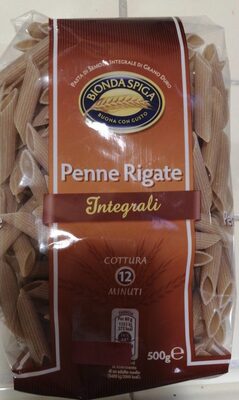 PASTA DI SEMOLA INTEGRALE DI GRANO DURO
BIONDA SPIGA
BUONA CON GUSTO
Penne Rigate
Integrali
COTTURA
12
MINUTI
500g e